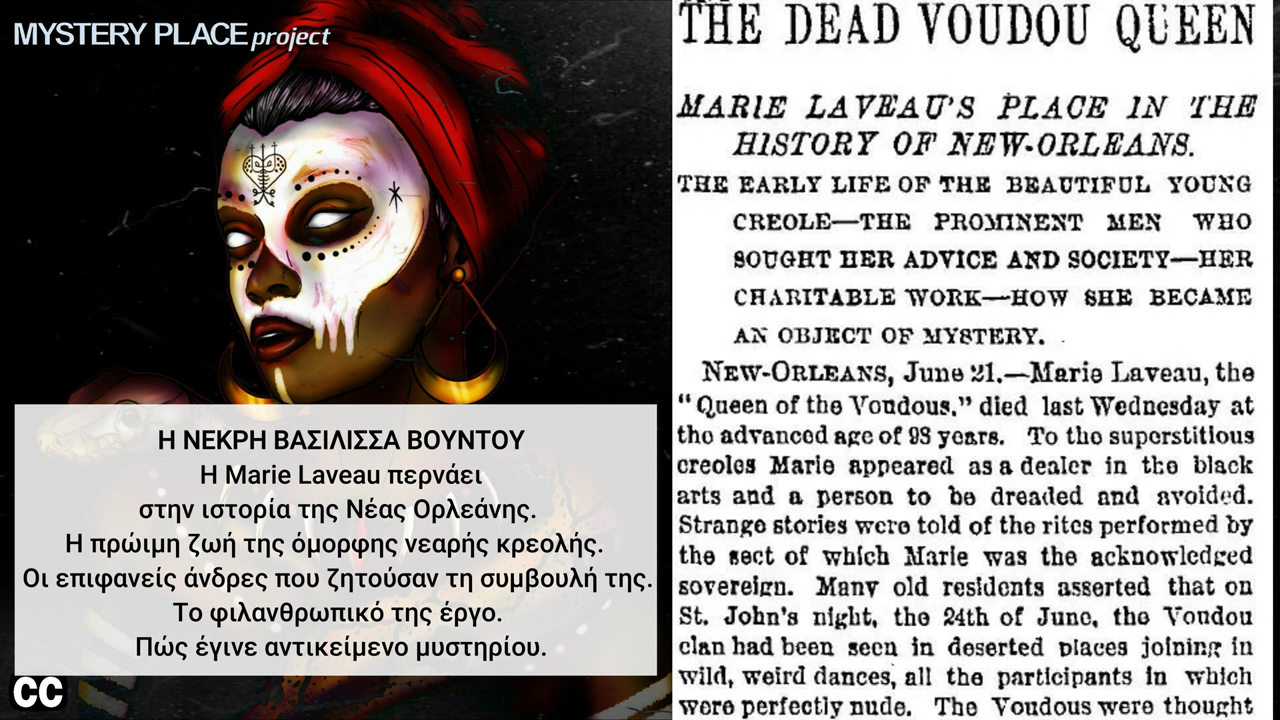 MYSTERY PLACE project
Η ΝΕΚΡΗ ΒΑΣΙΛΙΣΣΑ ΒΟΥΝΤΟΥ
Η Marie Laveau περνάει
στην ιστορία της Νέας Ορλεάνης.
Η πρώιμη ζωή της όμορφης νεαρής κρεολής.
Οι επιφανείς άνδρες που ζητούσαν τη συμβουλή της.
Το φιλανθρωπικό της έργο.
Πώς έγινε αντικείμενο μυστηρίου.
CC
THE DEAD VOUDOU QUEEN
MARIE LAVEAU'S PLACE IN THE
HISTORY OF NEW-ORLEANS.
THE EARLY LIFE OF THE BEAUTIFUL YOUNG
CREOLE—THE PROMINENT MEN WHO
SOUGHT HER ADVICE AND SOCIETY—HER
CHARITABLE WORK—HOW SHE BECAME
AN OBJECT OF MYSTERY.
NEW-ORLEANS, June 21.—Marie Laveau, the
"Queen of the Voudous," died last Wednesday at
the advanced age of 98 years. To the superstitious
creoles Marie appeared as a dealer in the black
arts and a person to be dreaded and avoided.
Strange stories were told of the rites performed by
the sect of which Marie was the acknowledged
sovereign. Many old residents asserted that on
St. John's night, the 24th of June, the Voudou
clan had been seen in deserted places joining in
wild, weird dances, all the participants in which
were perfectly nude. The Voudous were thought